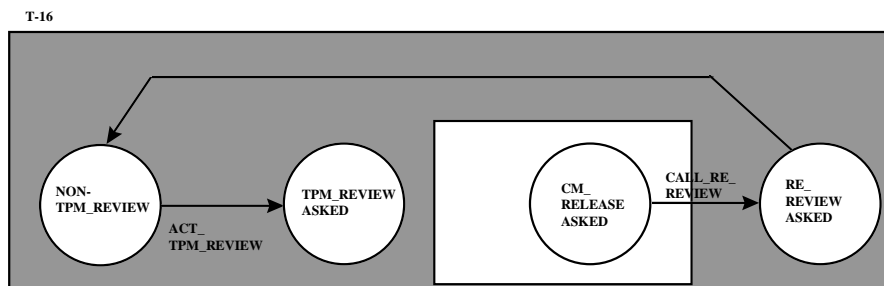 T-16
NON-
TPM_REVIEW
ACT_
TPM_REVIEW
TPM_REVIEW
ASKED
CM_
RELEASE
ASKED
CALL_RE_
REVIEW
RE_
REVIEW
ASKED